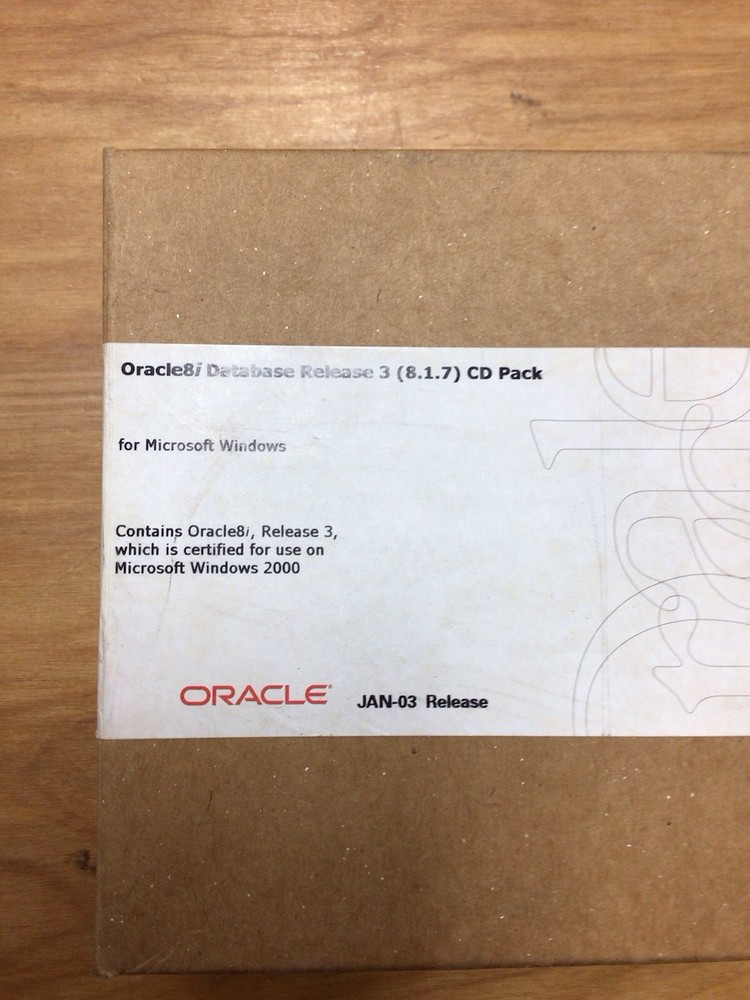 Oracle8i Database Release 3 (8.1.7) CD Pack
for Microsoft Windows
Contains Oracle8i, Release 3,
which is certified for use on
Microsoft Windows 2000
ORACLE® JAN-03 Release